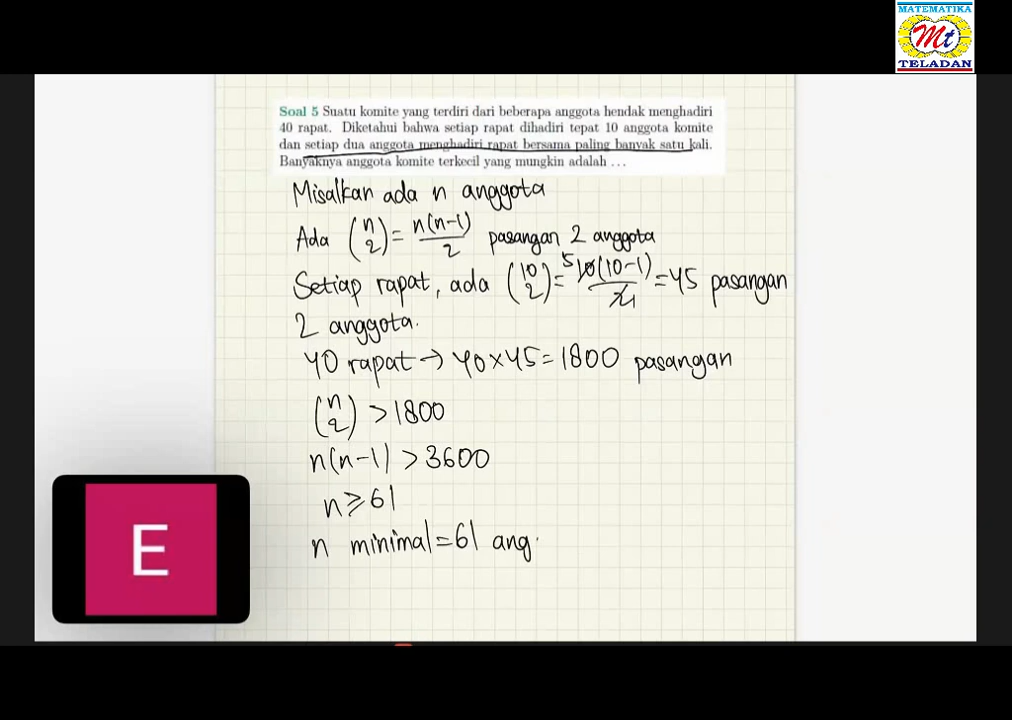 MATEMATIKA
Mt
TELADAN
Soal 5 Suatu komite yang terdiri dari beberapa anggota hendak menghadiri
40 rapat. Diketahui bahwa setiap rapat dihadiri tepat 10 anggota komite
dan setiap dua anggota menghadiri rapat bersama paling banyak satu kali.
Banyaknya anggota komite terkecil yang mungkin adalah ...
Misalkan ada n anggota
Ada (n 2) = n(n-1)/2 pasangan 2 anggota
Setiap rapat, ada (10 2) = 5 10(10-1)/2 1 = 45 pasangan
2 anggota.
40 rapat → 40×45=1800 pasangan
(n 2) > 1800
n(n-1) > 3600
n ≥ 61
n minimal = 61 ang.
E